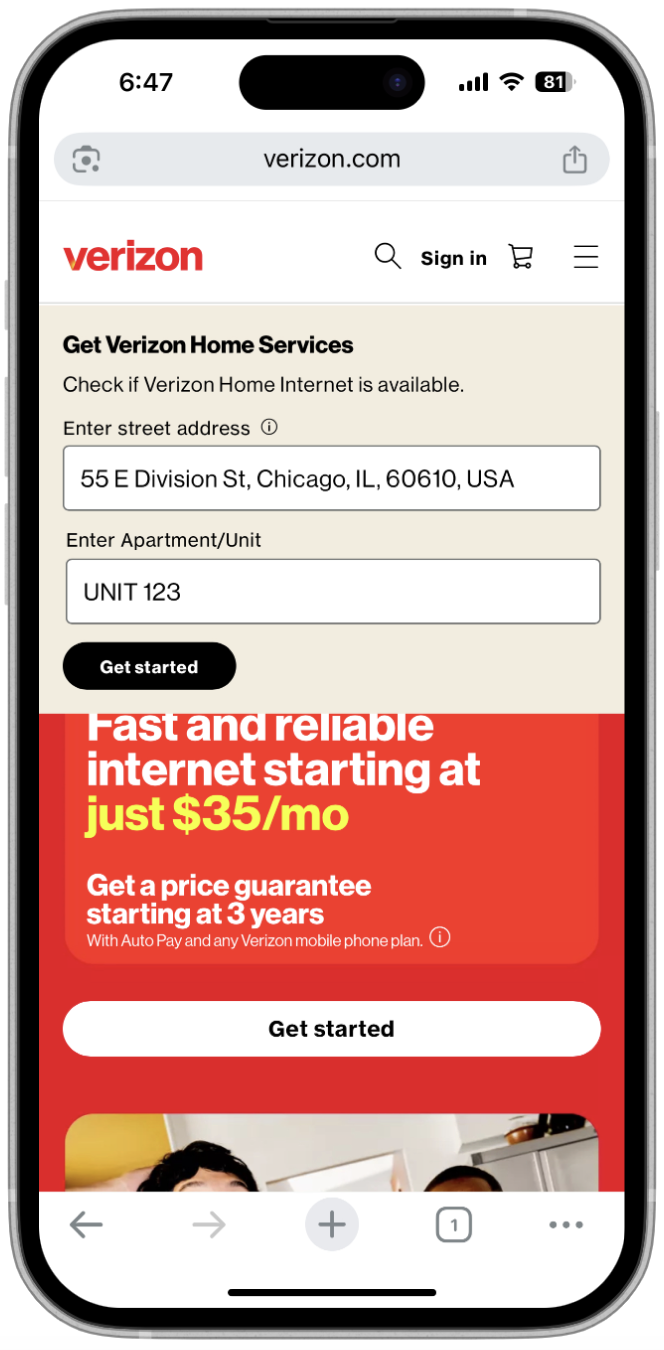 6:47
81
verizon.com
verizon
Sign in
Get Verizon Home Services
Check if Verizon Home Internet is available.
Enter street address
55 E Division St, Chicago, IL, 60610, USA
Enter Apartment/Unit
UNIT 123
Get started
Fast and reliable
internet starting at
just $35/mo
Get a price guarantee
starting at 3 years
With Auto Pay and any Verizon mobile phone plan.
Get started
1